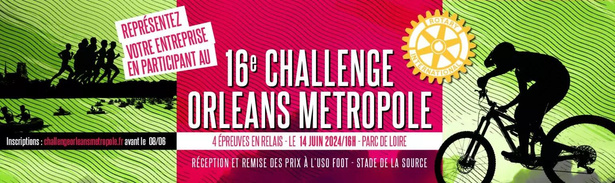 REPRÉSENTEZ
VOTRE ENTREPRISE
EN PARTICIPANT AU
16e CHALLENGE
ORLEANS METROPOLE
4 ÉPREUVES EN RELAIS - LE 14 JUIN 2024/16H - PARC DE LOIRE
RÉCEPTION ET REMISE DES PRIX À L'USO FOOT - STADE DE LA SOURCE
Inscriptions : challengeorleansmetropole.fr avant le 08/06
ROTARY
INTERNATIONAL